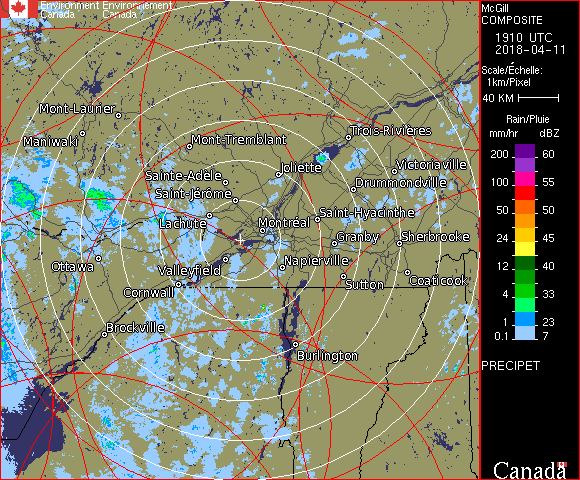 Environment Environnement
Canada Canada
McGill
COMPOSITE
1910 UTC
2018-04-11
Scale/Échelle:
1km/Pixel
40 KM
Rain/Pluie
mm/hr dBZ
200 60
100 55
50 50
24 45
12 40
4 33
1 23
0.1 7
PRECIPET
Canada
Mont-Laurier
Maniwaki
Mont-Tremblant
Trois-Rivières
Sainte-Adèle
Joliette
Victoriaville
Saint-Jérôme
Drummondville
Lachute
Saint-Hyacinthe
Montréal
Granby
Sherbrooke
Ottawa
Valleyfield
Napierville
Cornwall
Sutton
Coaticook
Brockville
Burlington